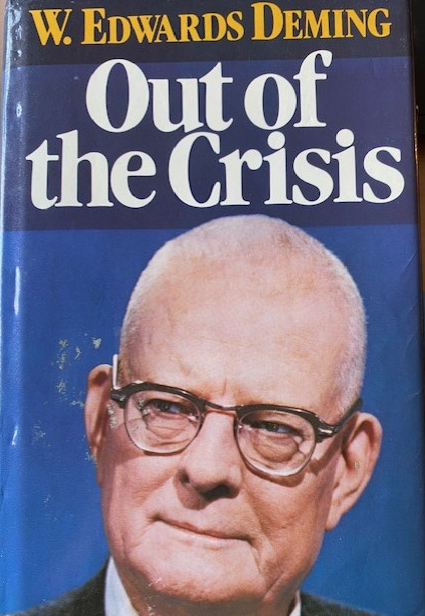 W. EDWARDS DEMING
Out of
the Crisis